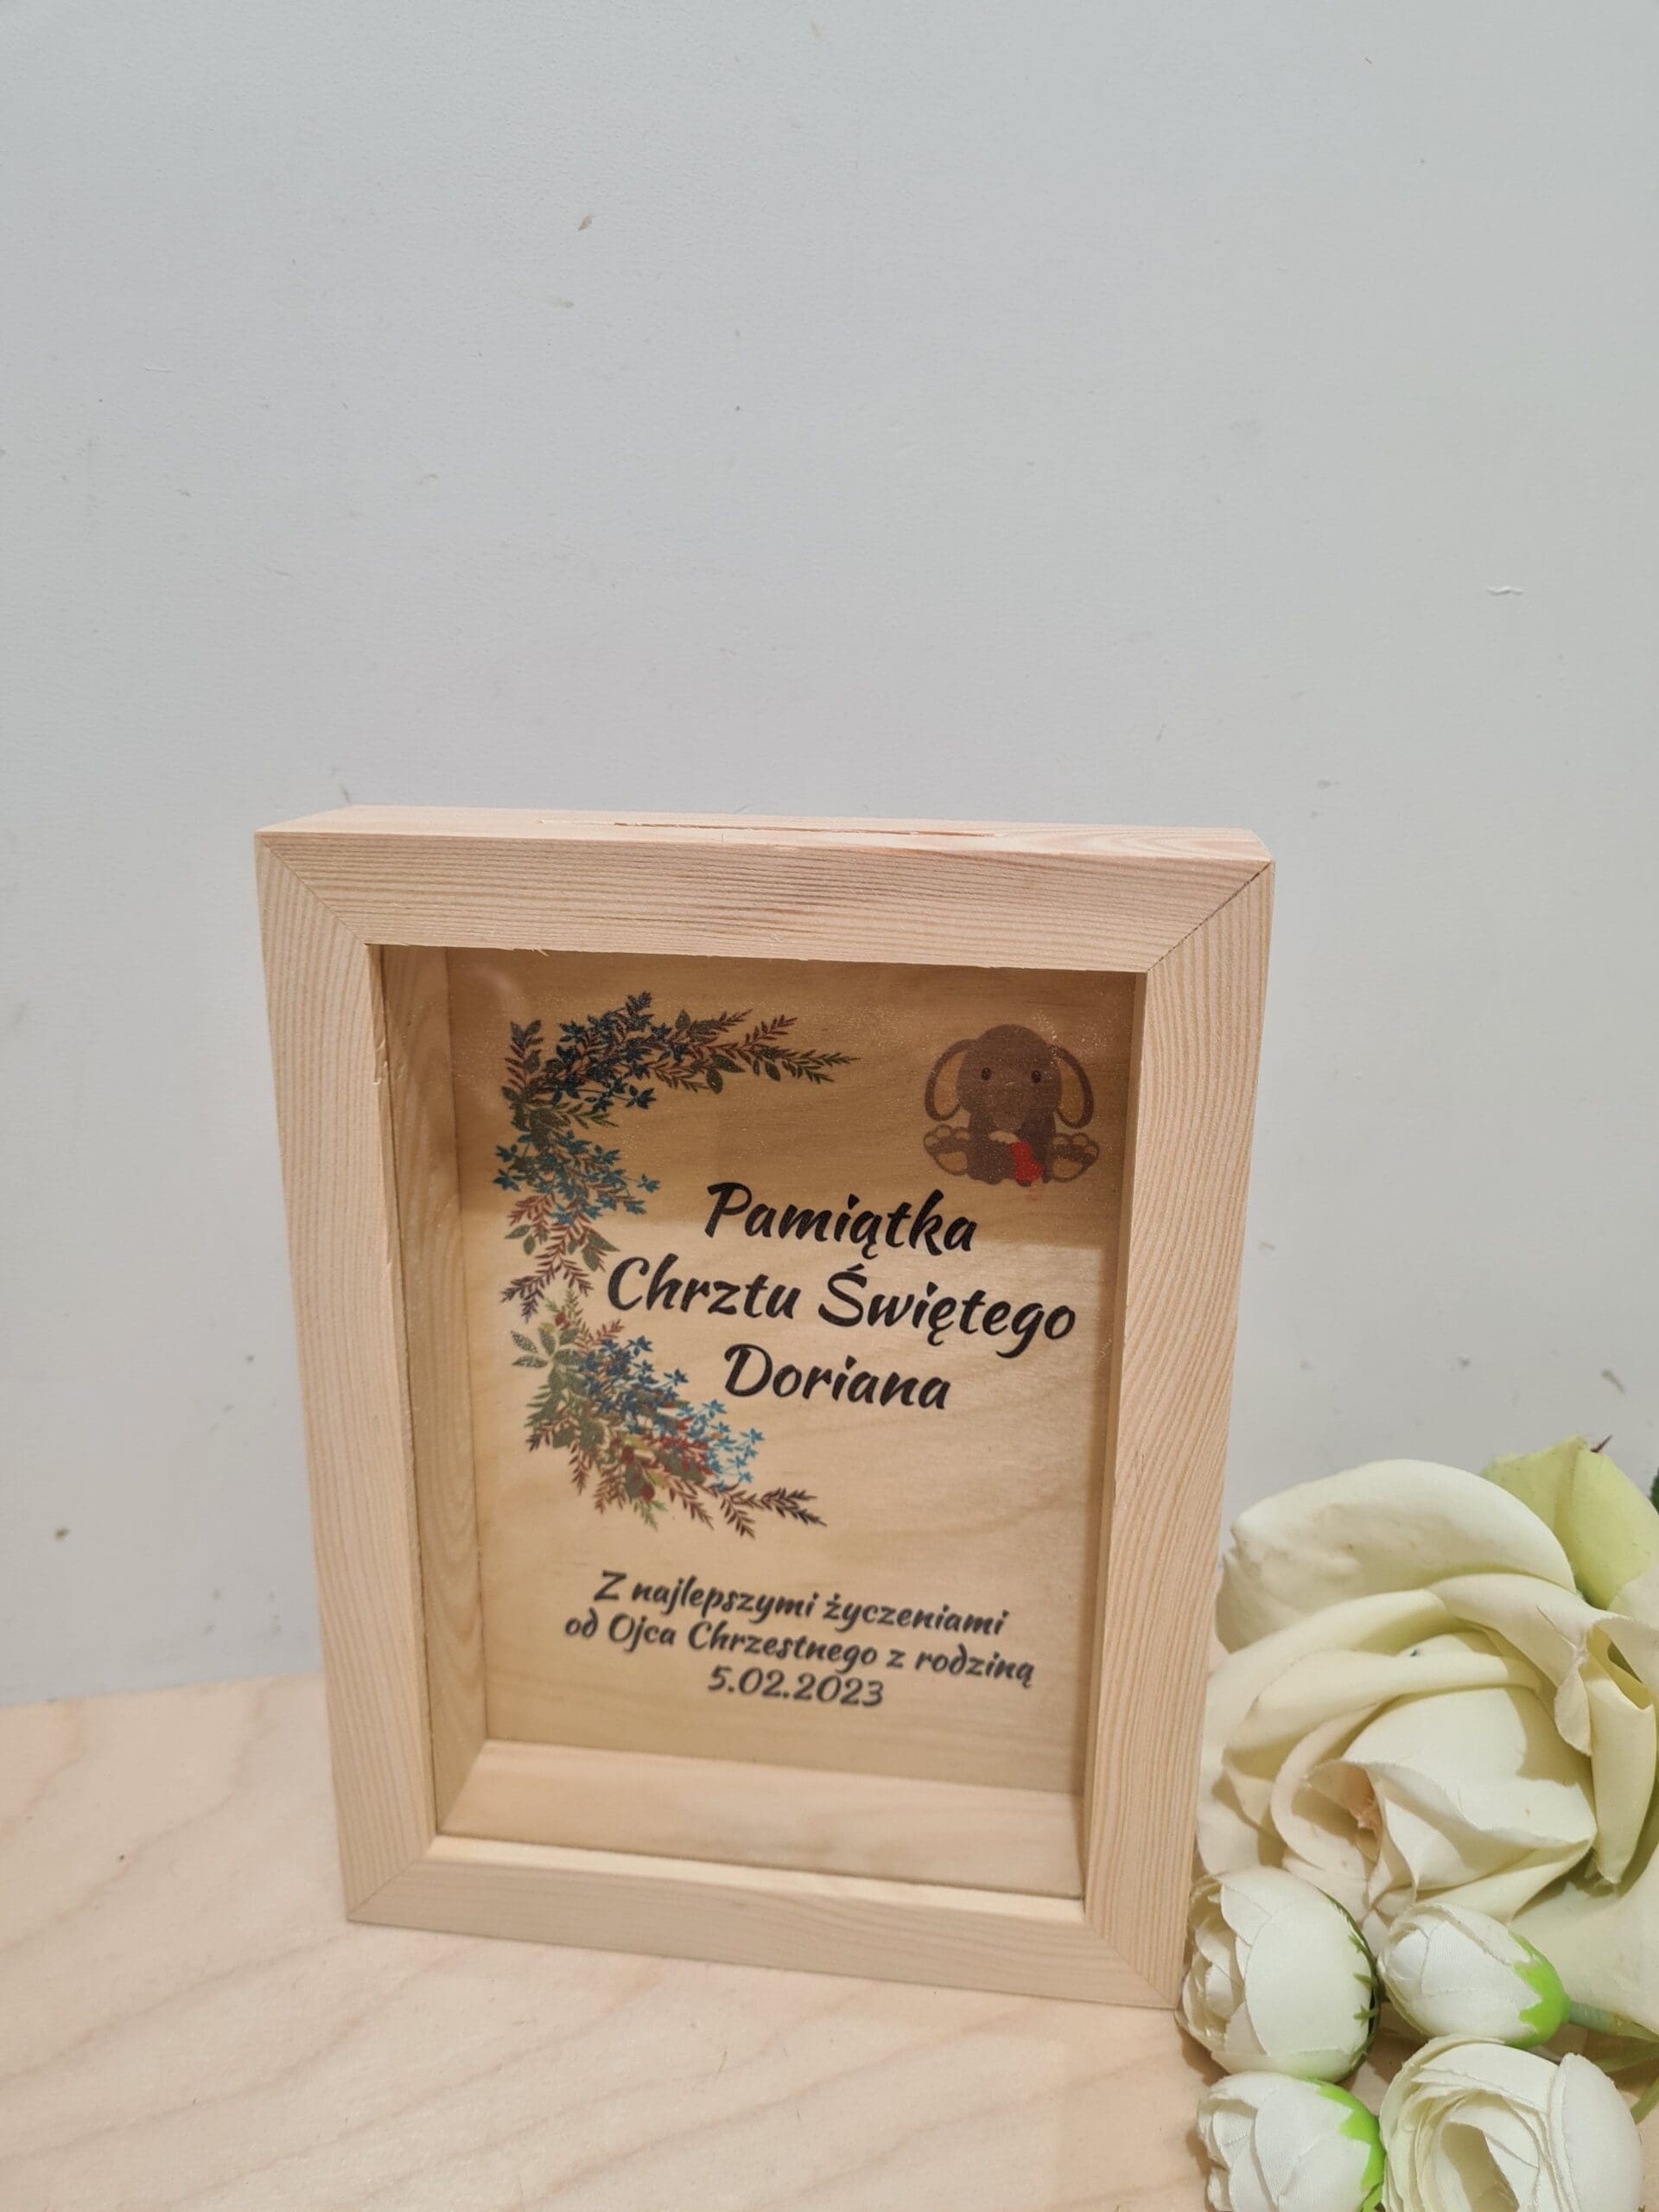 Pamiątka
Chrztu Świętego
Doriana
Z najlepszymi życzeniami
od Ojca Chrzestnego z rodziną
5.02.2023